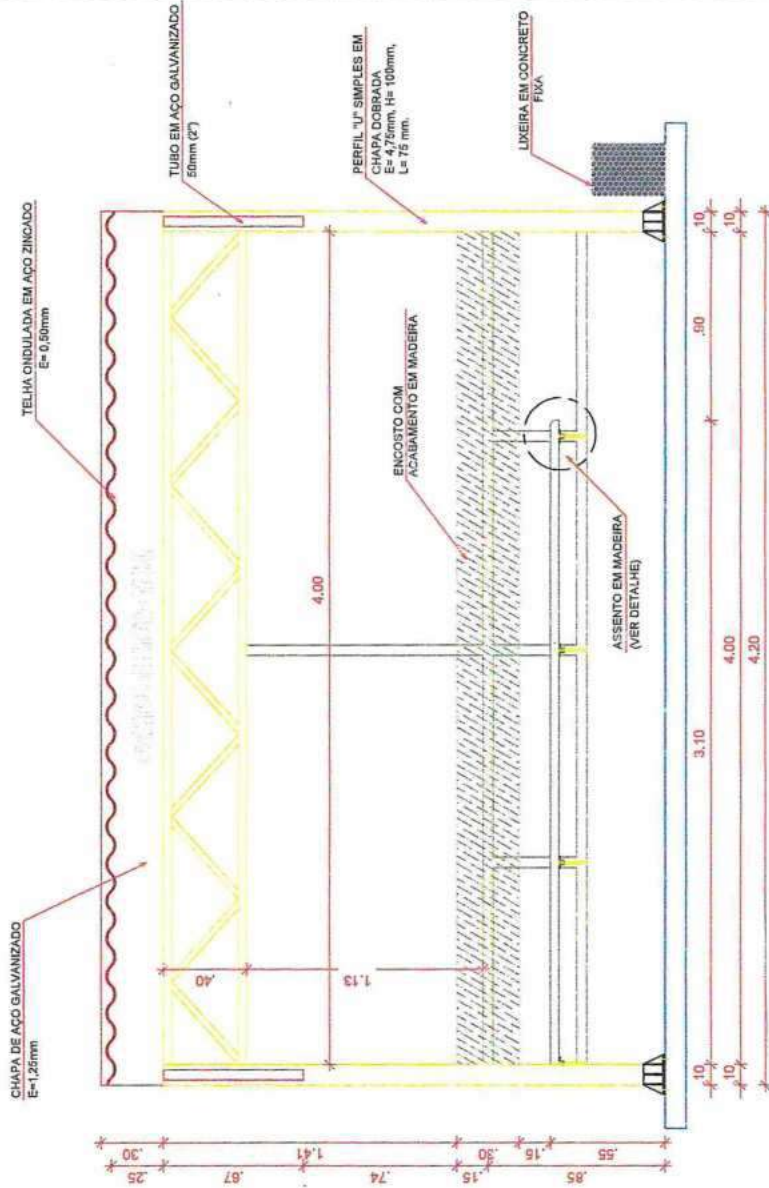 CHAPA DE AÇO GALVANIZADO
E=1,25mm
TELHA ONDULADA EM AÇO ZINCADO
E= 0,50mm
TUBO EM AÇO GALVANIZADO
50mm (2")
PERFIL "U" SIMPLES EM
CHAPA DOBRADA
E= 4,75mm, H= 100mm,
L= 75 mm.
ENCOSTO COM
ACABAMENTO EM MADEIRA
ASSENTO EM MADEIRA
(VER DETALHE)
LIXEIRA EM CONCRETO
FIXA
.40
1.13
4.00
.30
1.41
.30
.15
.55
.25
.67
.74
.15
.85
10
3.10
.90
10
10
4.00
10
4.20